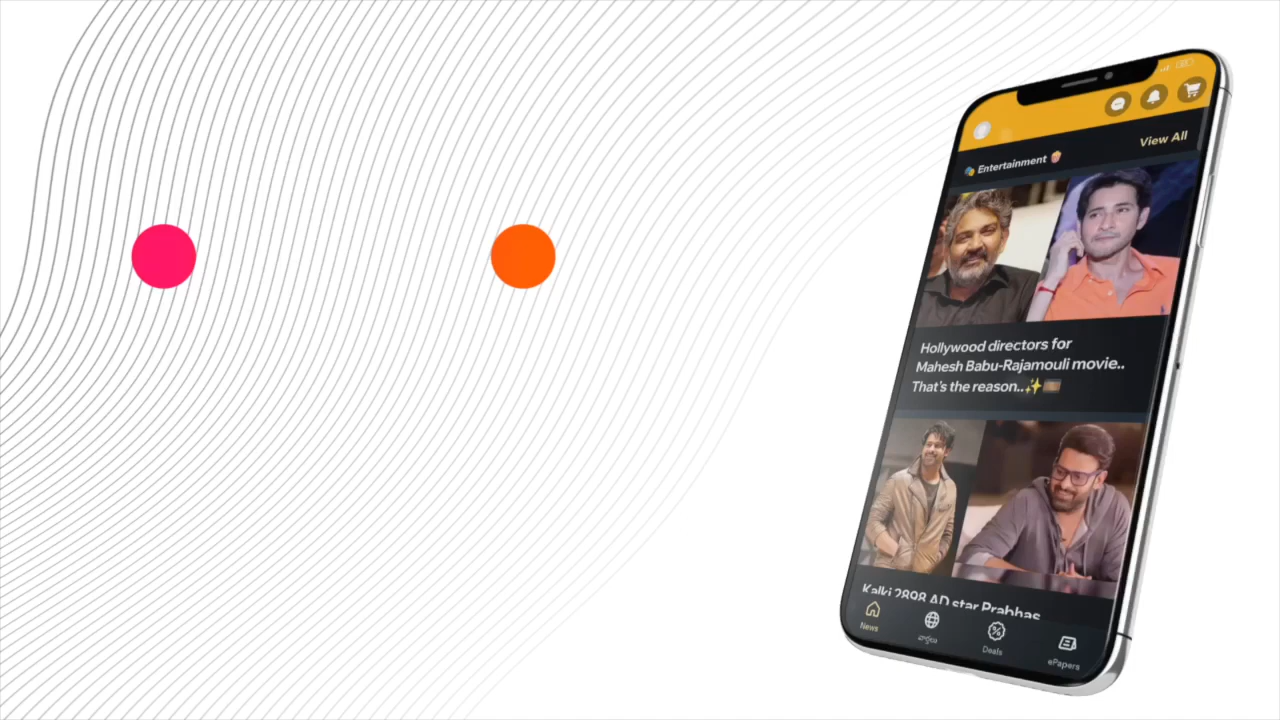 View All
🎭 Entertainment 🍿
Hollywood directors for
Mahesh Babu-Rajamouli movie..
That's the reason..✨🎞️
Kalki 2898 AD star Prabhas
News
వార్తలు
Deals
ePapers